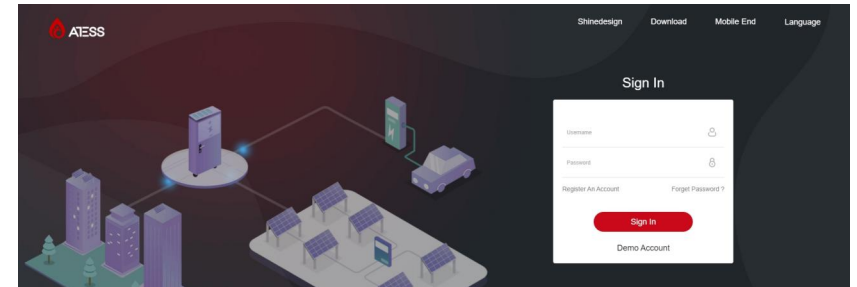 ATESS
Shinedesign Download Mobile End Language
Sign In
Username
Password
Register An Account Forget Password ?
Sign In
Demo Account